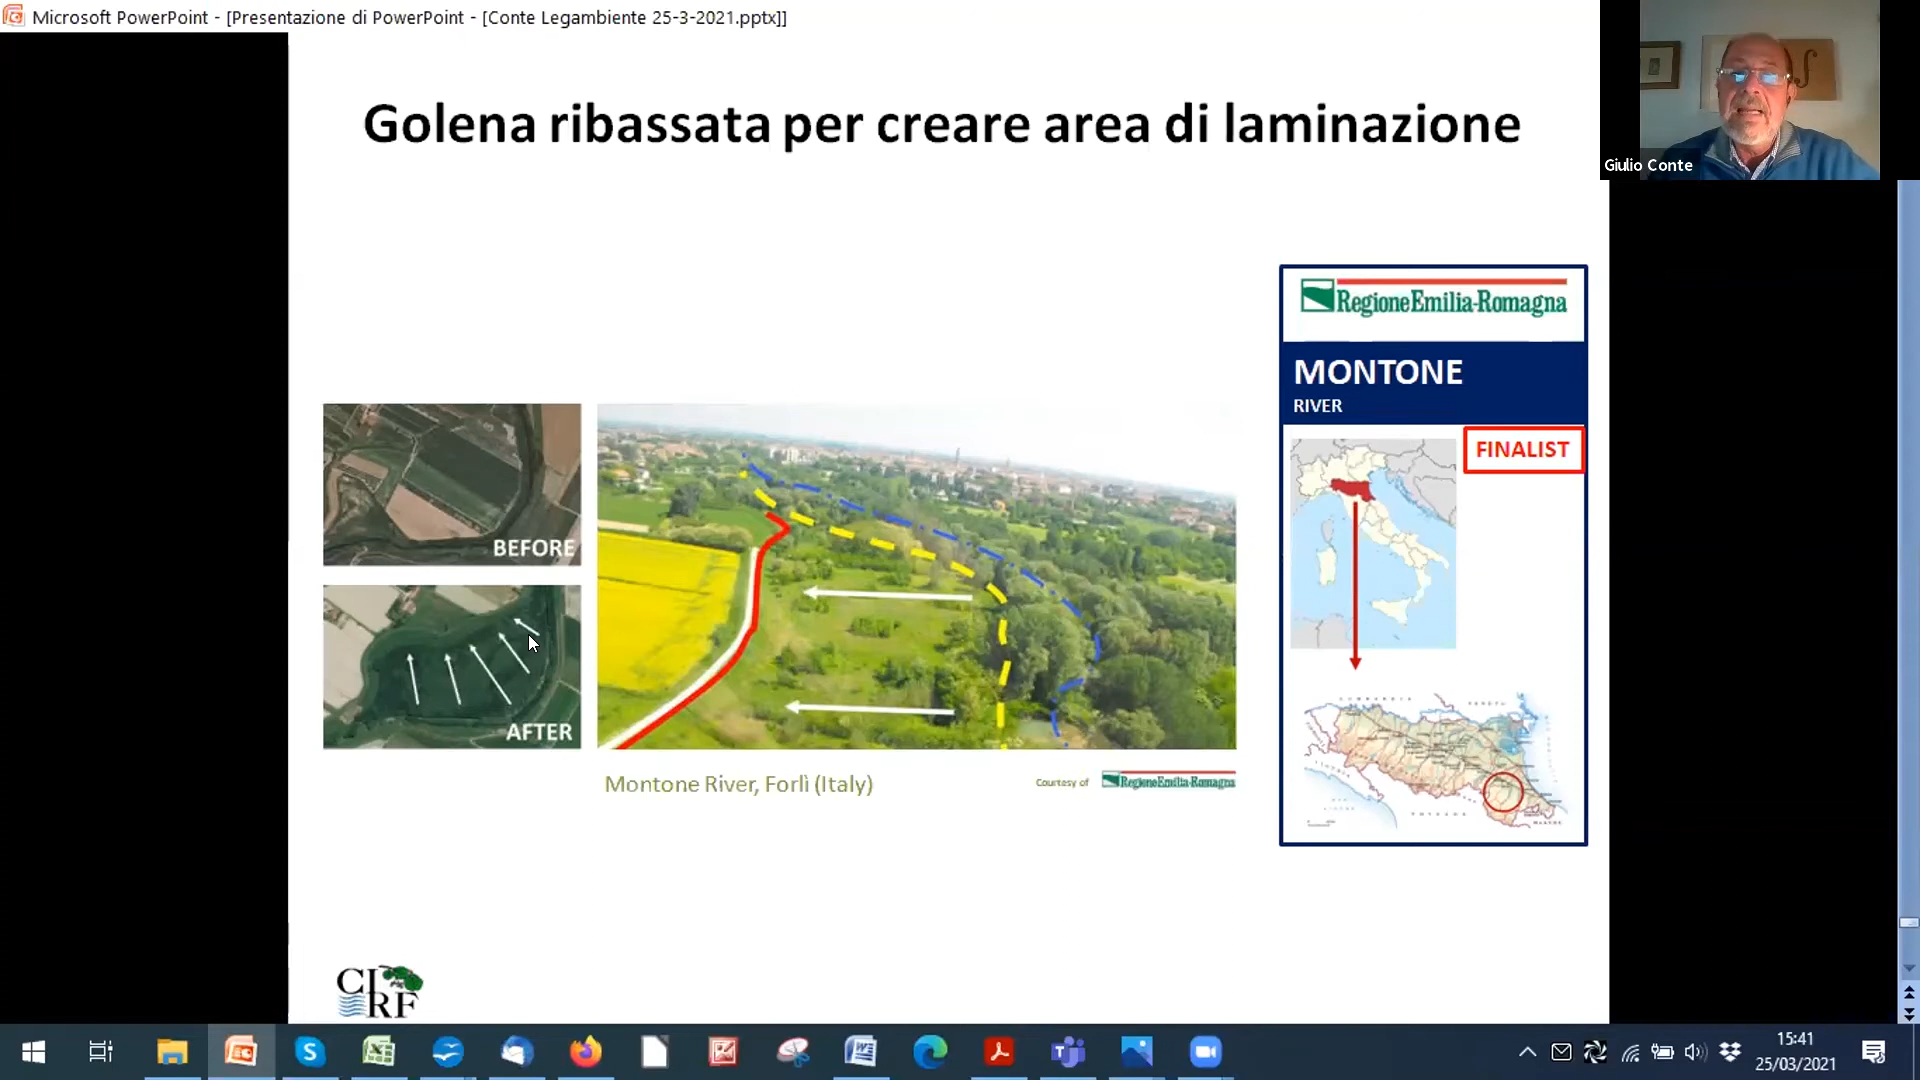 Microsoft PowerPoint - [Presentazione di PowerPoint - [Conte Legambiente 25-3-2021.pptx]]
Giulio Conte
Golena ribassata per creare area di laminazione
RegioneEmilia-Romagna
MONTONE
RIVER
FINALIST
BEFORE
AFTER
Montone River, Forlì (Italy)
Courtesy of RegioneEmilia-Romagna
CIRF
15:41
25/03/2021